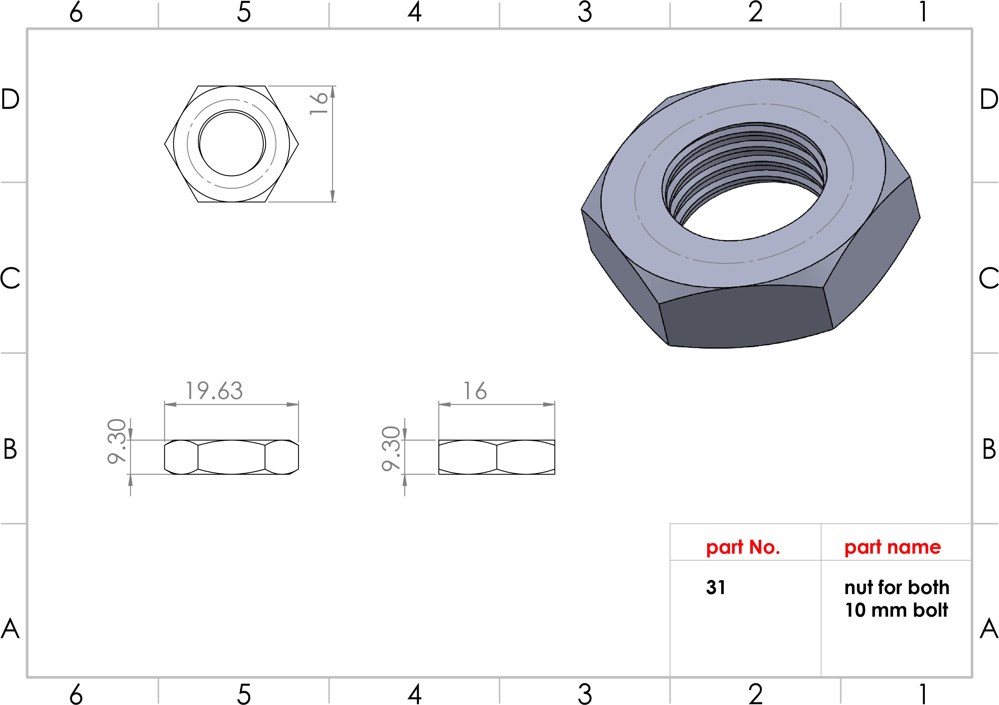 6 5 4 3 2 1
D D
16
C C
19.63 16
9.30 9.30
B B
part No. part name
31 nut for both
10 mm bolt
A A
6 5 4 3 2 1